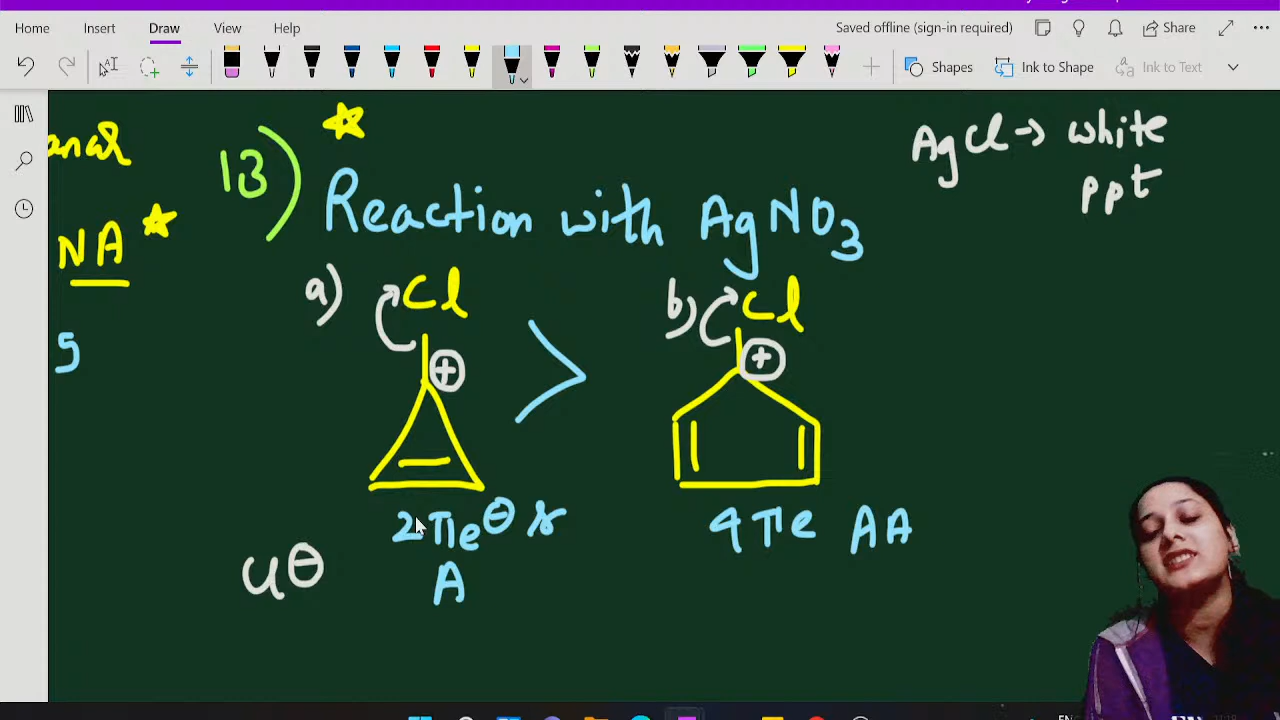 Home Insert Draw View Help
Saved offline (sign-in required)
Share
Shapes
Ink to Shape
Ink to Text
NA
5
13)
Reaction with AgNO3
AgCl → white
ppt
a) Cl
⊕
>
b) Cl
⊕
2πe⊖
A
4πe AA
Cl⊖